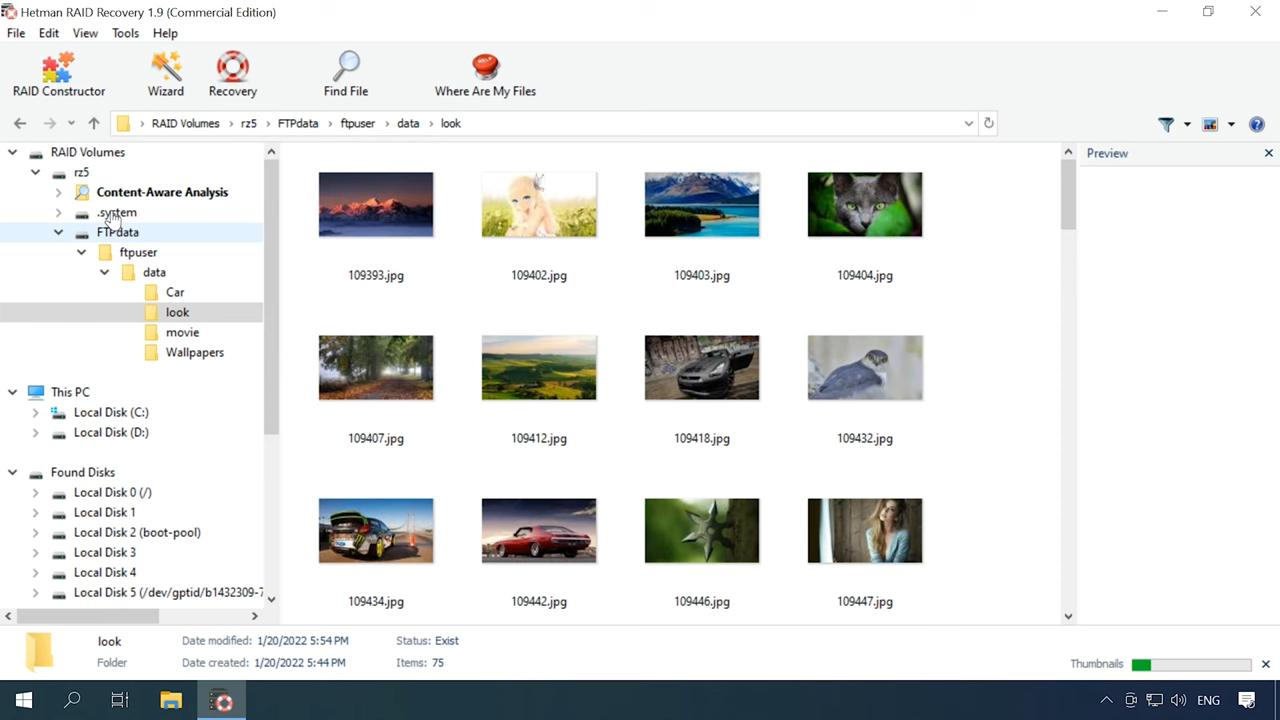 Hetman RAID Recovery 1.9 (Commercial Edition)
File Edit View Tools Help
RAID Constructor Wizard Recovery Find File HELP Where Are My Files
RAID Volumes rz5 FTPdata ftpuser data look
RAID Volumes
rz5
Content-Aware Analysis
.system
FTPdata
ftpuser
data
Car
look
movie
Wallpapers
This PC
Local Disk (C:)
Local Disk (D:)
Found Disks
Local Disk 0 (/)
Local Disk 1
Local Disk 2 (boot-pool)
Local Disk 3
Local Disk 4
Local Disk 5 (/dev/gptid/b1432309-7
109393.jpg 109402.jpg 109403.jpg 109404.jpg
109407.jpg 109412.jpg 109418.jpg 109432.jpg
109434.jpg 109442.jpg 109446.jpg 109447.jpg
Preview
look Date modified: 1/20/2022 5:54 PM Status: Exist
Folder Date created: 1/20/2022 5:44 PM Items: 75
Thumbnails
ENG